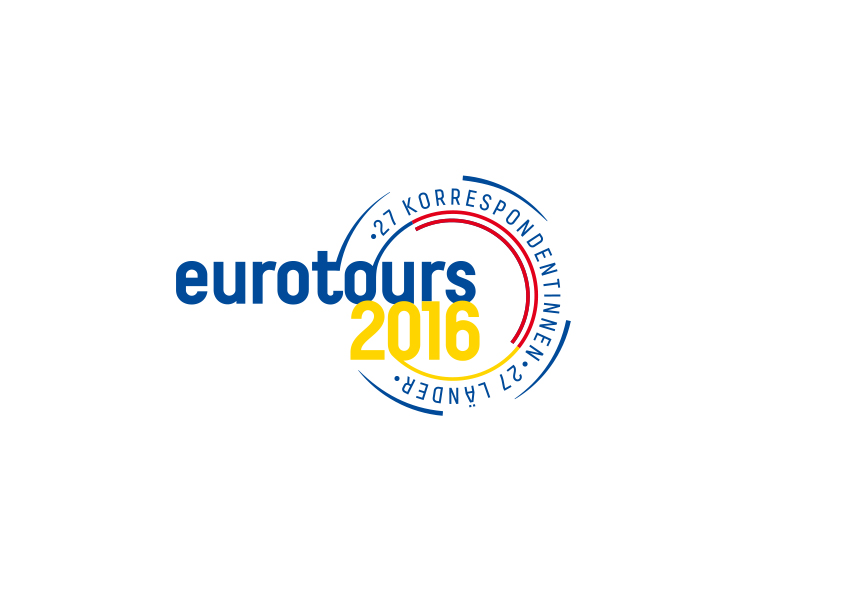 eurotours
2016
•27 KORRESPONDENTINNEN•27 LÄNDER•